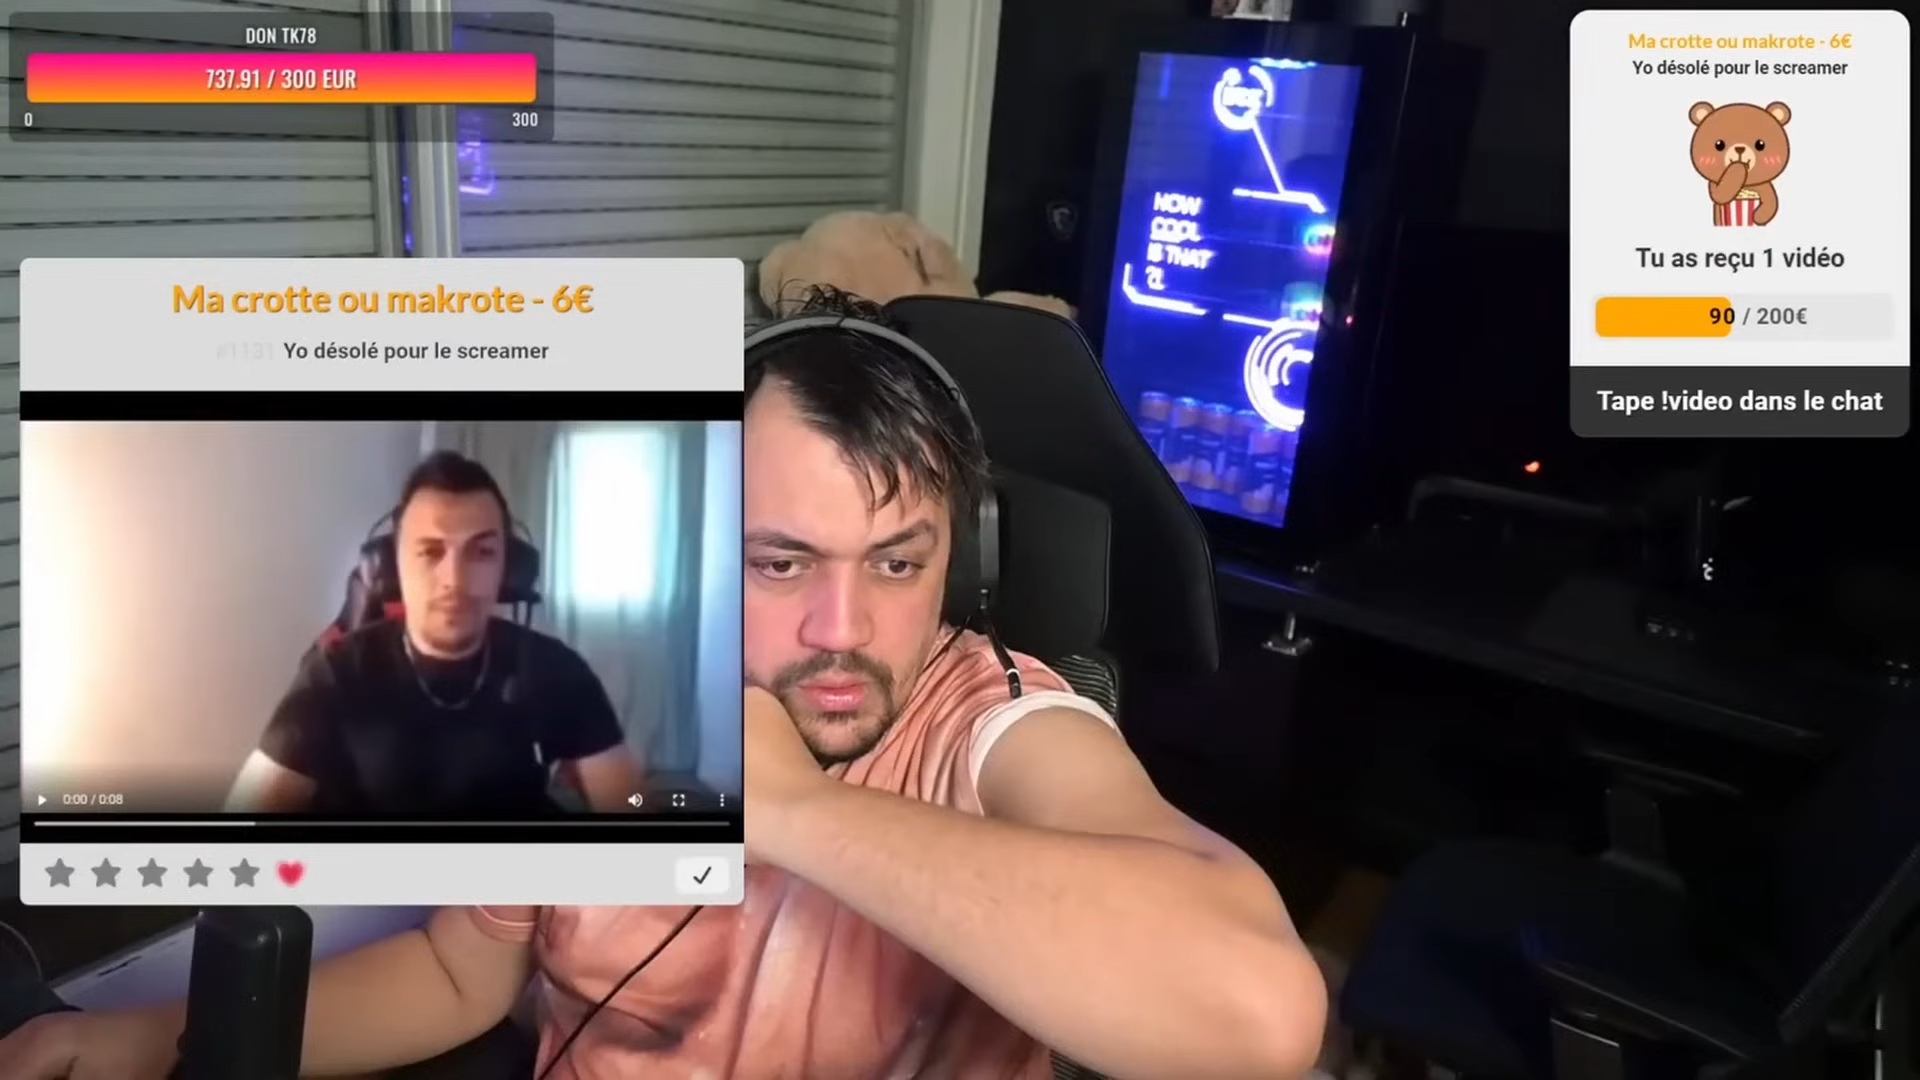 DON TK78
737.91 / 300 EUR
0
300
Ma crotte ou makrote - 6€
#1131 Yo désolé pour le screamer
0:00 / 0:08
NOW
COOL
IS THAT
?!
Ma crotte ou makrote - 6€
Yo désolé pour le screamer
Tu as reçu 1 vidéo
90 / 200€
Tape !video dans le chat